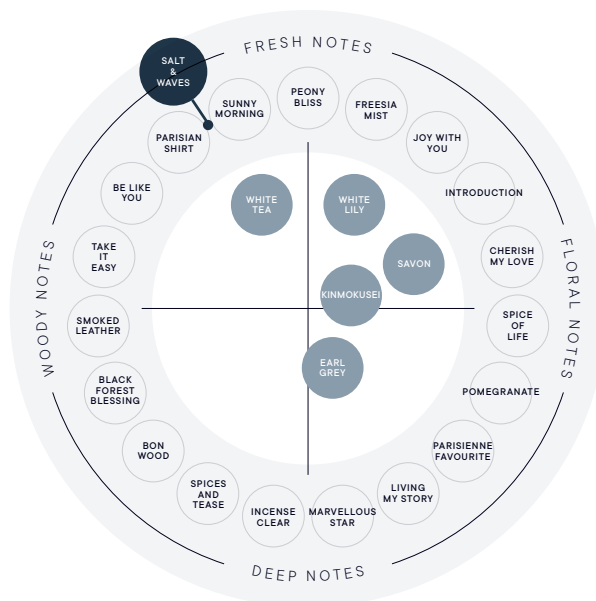 FRESH NOTES
SALT
&
WAVES
SUNNY
MORNING
PEONY
BLISS
FREESIA
MIST
PARISIAN
SHIRT
JOY WITH
YOU
BE LIKE
YOU
WHITE
TEA
WHITE
LILY
INTRODUCTION
TAKE
IT
EASY
SAVON
CHERISH
MY LOVE
WOODY NOTES
FLORAL NOTES
KINMOKUSEI
SMOKED
LEATHER
SPICE
OF
LIFE
EARL
GREY
BLACK
FOREST
BLESSING
POMEGRANATE
BON
WOOD
PARISIENNE
FAVOURITE
SPICES
AND
TEASE
LIVING
MY STORY
INCENSE
CLEAR
MARVELLOUS
STAR
DEEP NOTES